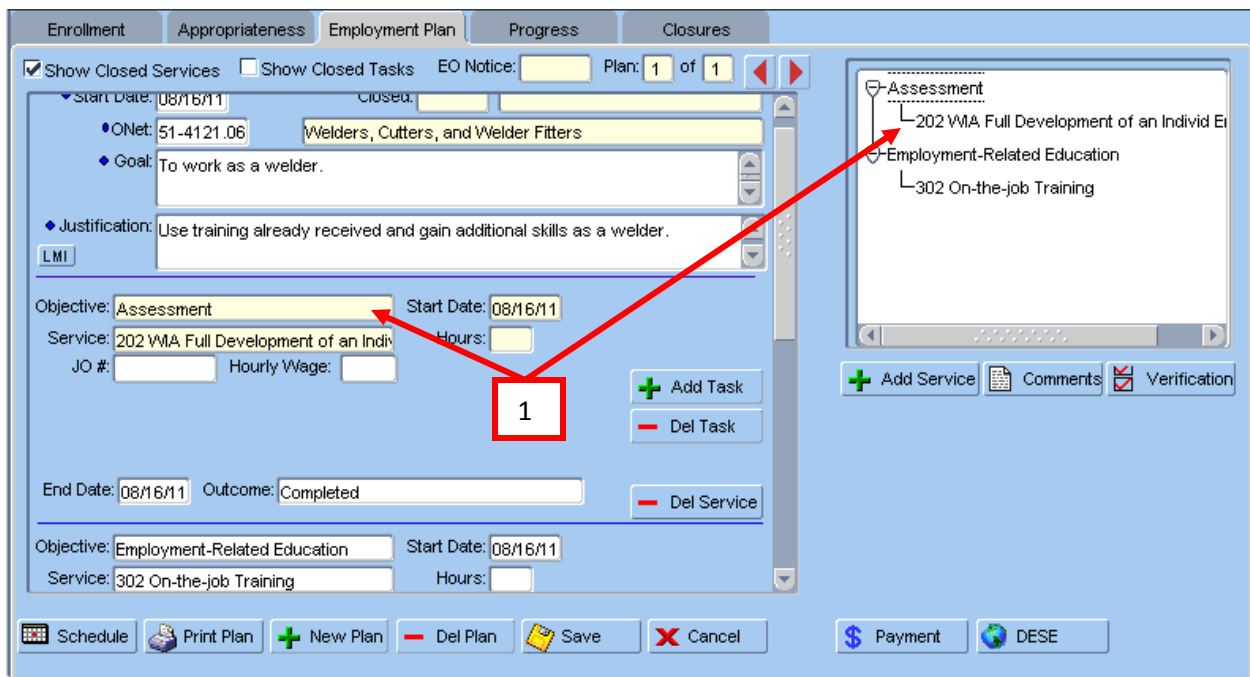 Enrollment Appropriateness Employment Plan Progress Closures
Show Closed Services Show Closed Tasks EO Notice: Plan: 1 of 1
Start Date: 08/16/11 Closed:
ONet: 51-4121.06 Welders, Cutters, and Welder Fitters
Goal: To work as a welder.
Justification: Use training already received and gain additional skills as a welder.
LMI
Objective: Assessment Start Date: 08/16/11
Service: 202 WIA Full Development of an Indiv Hours:
JO #: Hourly Wage:
1
Add Task
Del Task
End Date: 08/16/11 Outcome: Completed
Del Service
Objective: Employment-Related Education Start Date: 08/16/11
Service: 302 On-the-job Training Hours:
Assessment
202 WIA Full Development of an Individ Er
Employment-Related Education
302 On-the-job Training
Add Service Comments Verification
Schedule Print Plan New Plan Del Plan Save Cancel Payment DESE